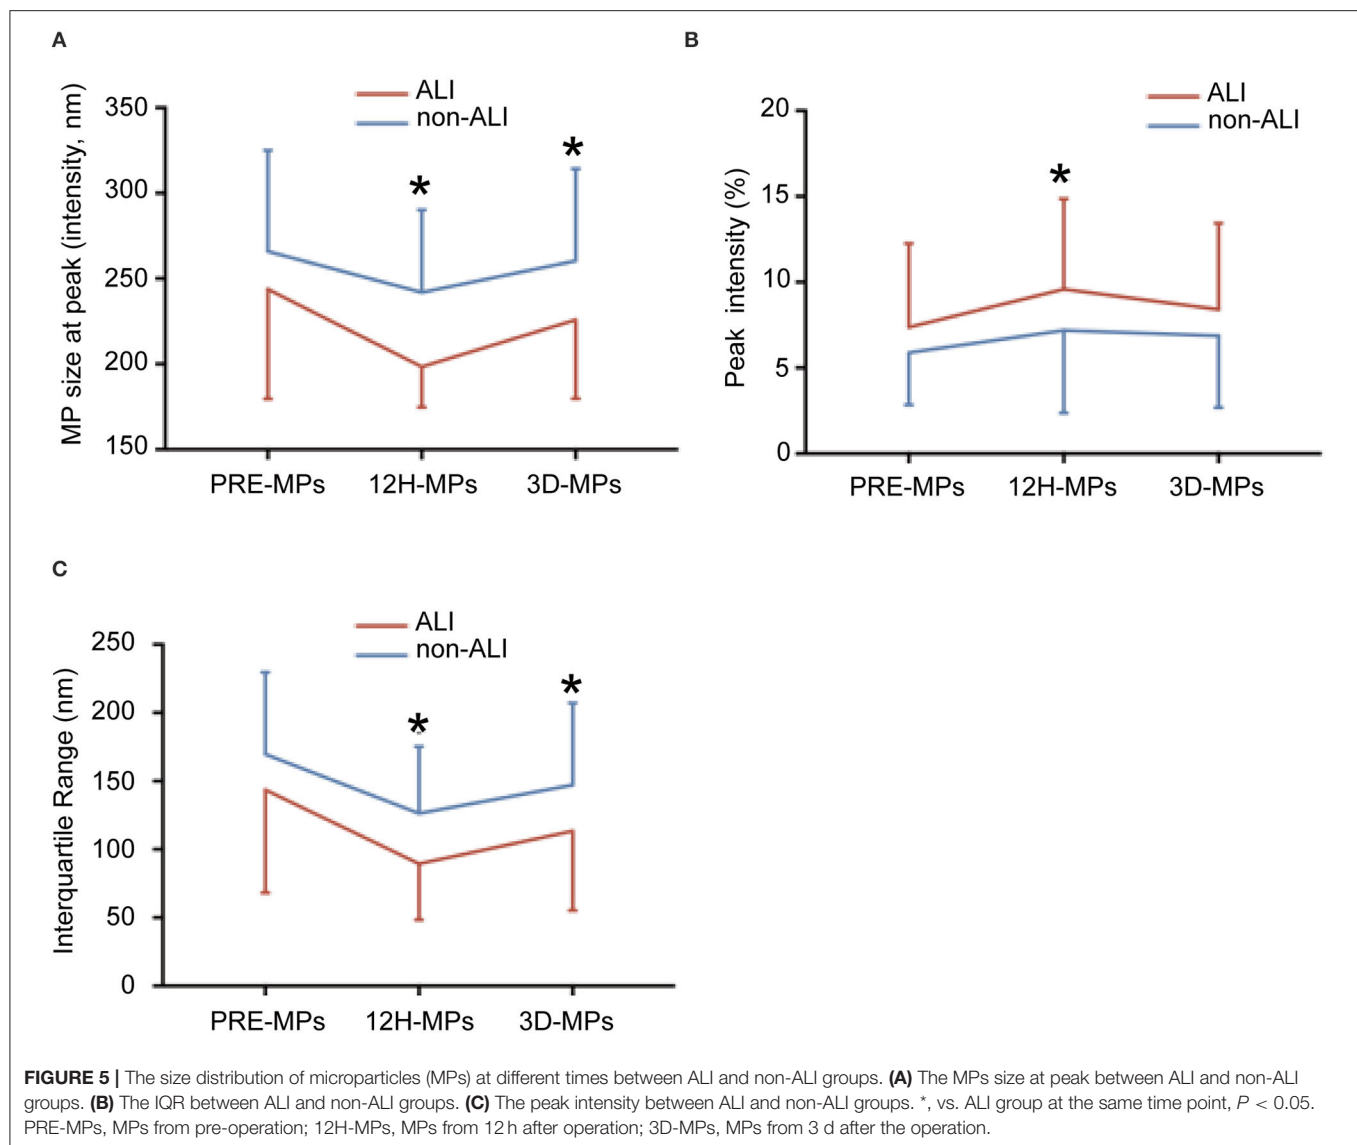 A
MP size at peak (intensity, nm)
350
300
250
200
150
ALI
non-ALI
*
*
PRE-MPs 12H-MPs 3D-MPs
B
Peak intensity (%)
20
15
10
5
0
ALI
non-ALI
*
PRE-MPs 12H-MPs 3D-MPs
C
Interquartile Range (nm)
250
200
150
100
50
0
ALI
non-ALI
*
*
PRE-MPs 12H-MPs 3D-MPs
FIGURE 5 | The size distribution of microparticles (MPs) at different times between ALI and non-ALI groups. (A) The MPs size at peak between ALI and non-ALI
groups. (B) The IQR between ALI and non-ALI groups. (C) The peak intensity between ALI and non-ALI groups. *, vs. ALI group at the same time point, P < 0.05.
PRE-MPs, MPs from pre-operation; 12H-MPs, MPs from 12 h after operation; 3D-MPs, MPs from 3 d after the operation.